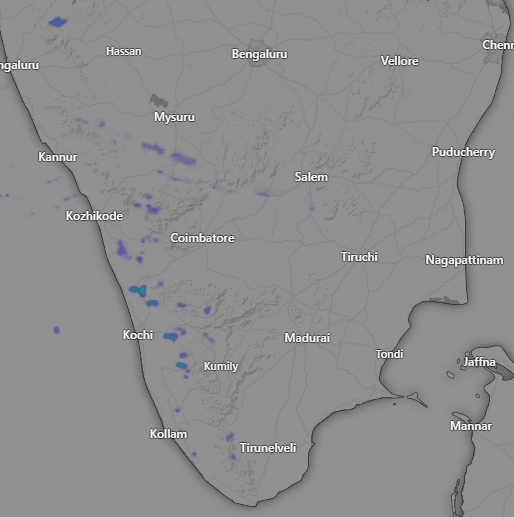 Hassan
Bengaluru
Chenn
Vellore
ngaluru
Mysuru
Kannur
Puducherry
Salem
Kozhikode
Coimbatore
Tiruchi
Nagapattinam
Kochi
Madurai
Tondi
Kumily
Jaffna
Mannar
Kollam
Tirunelveli